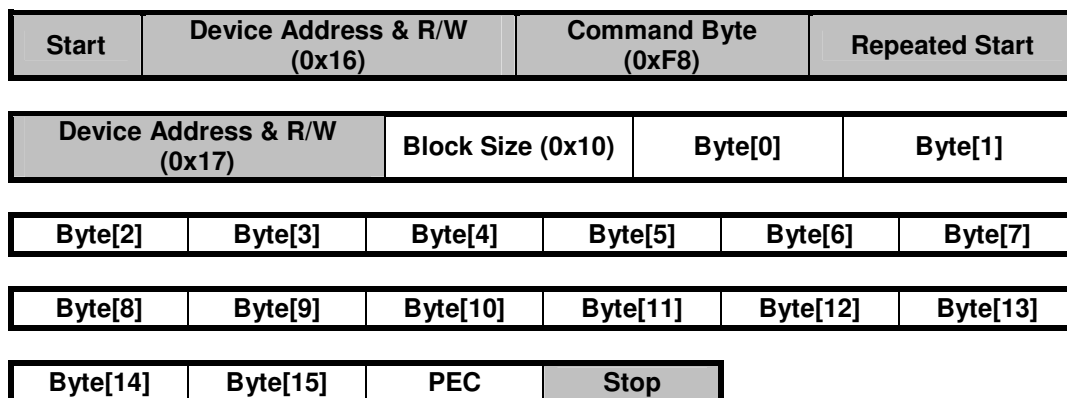 Start Device Address & R/W (0x16) Command Byte (0xF8) Repeated Start
Device Address & R/W (0x17) Block Size (0x10) Byte[0] Byte[1]
Byte[2] Byte[3] Byte[4] Byte[5] Byte[6] Byte[7]
Byte[8] Byte[9] Byte[10] Byte[11] Byte[12] Byte[13]
Byte[14] Byte[15] PEC Stop